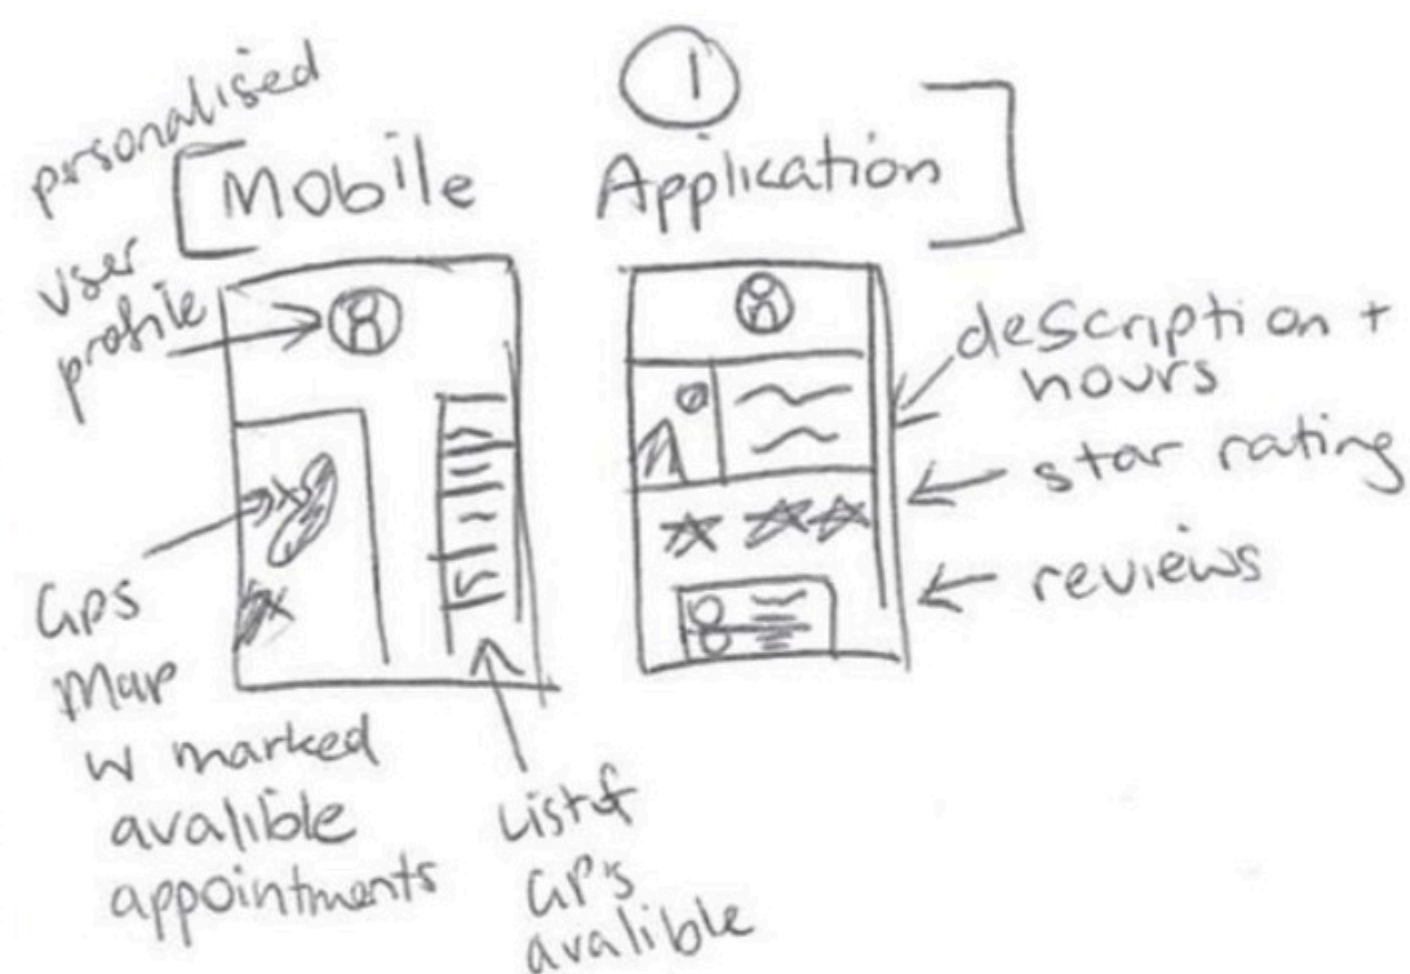 1
[Mobile Application]
personalised
user
profile
GPS
Map
w marked
avalible
appointments
List of
GP's
avalible
description +
hours
star rating
reviews